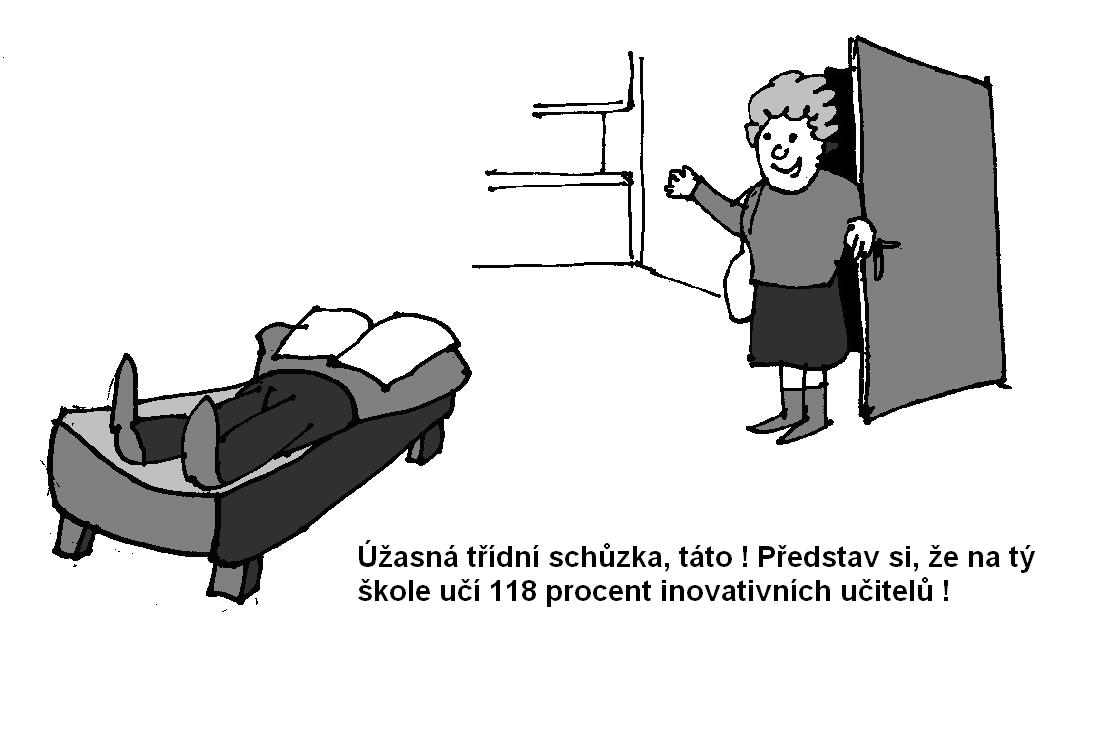 Úžasná třídní schůzka, táto ! Představ si, že na tý
škole učí 118 procent inovativních učitelů !